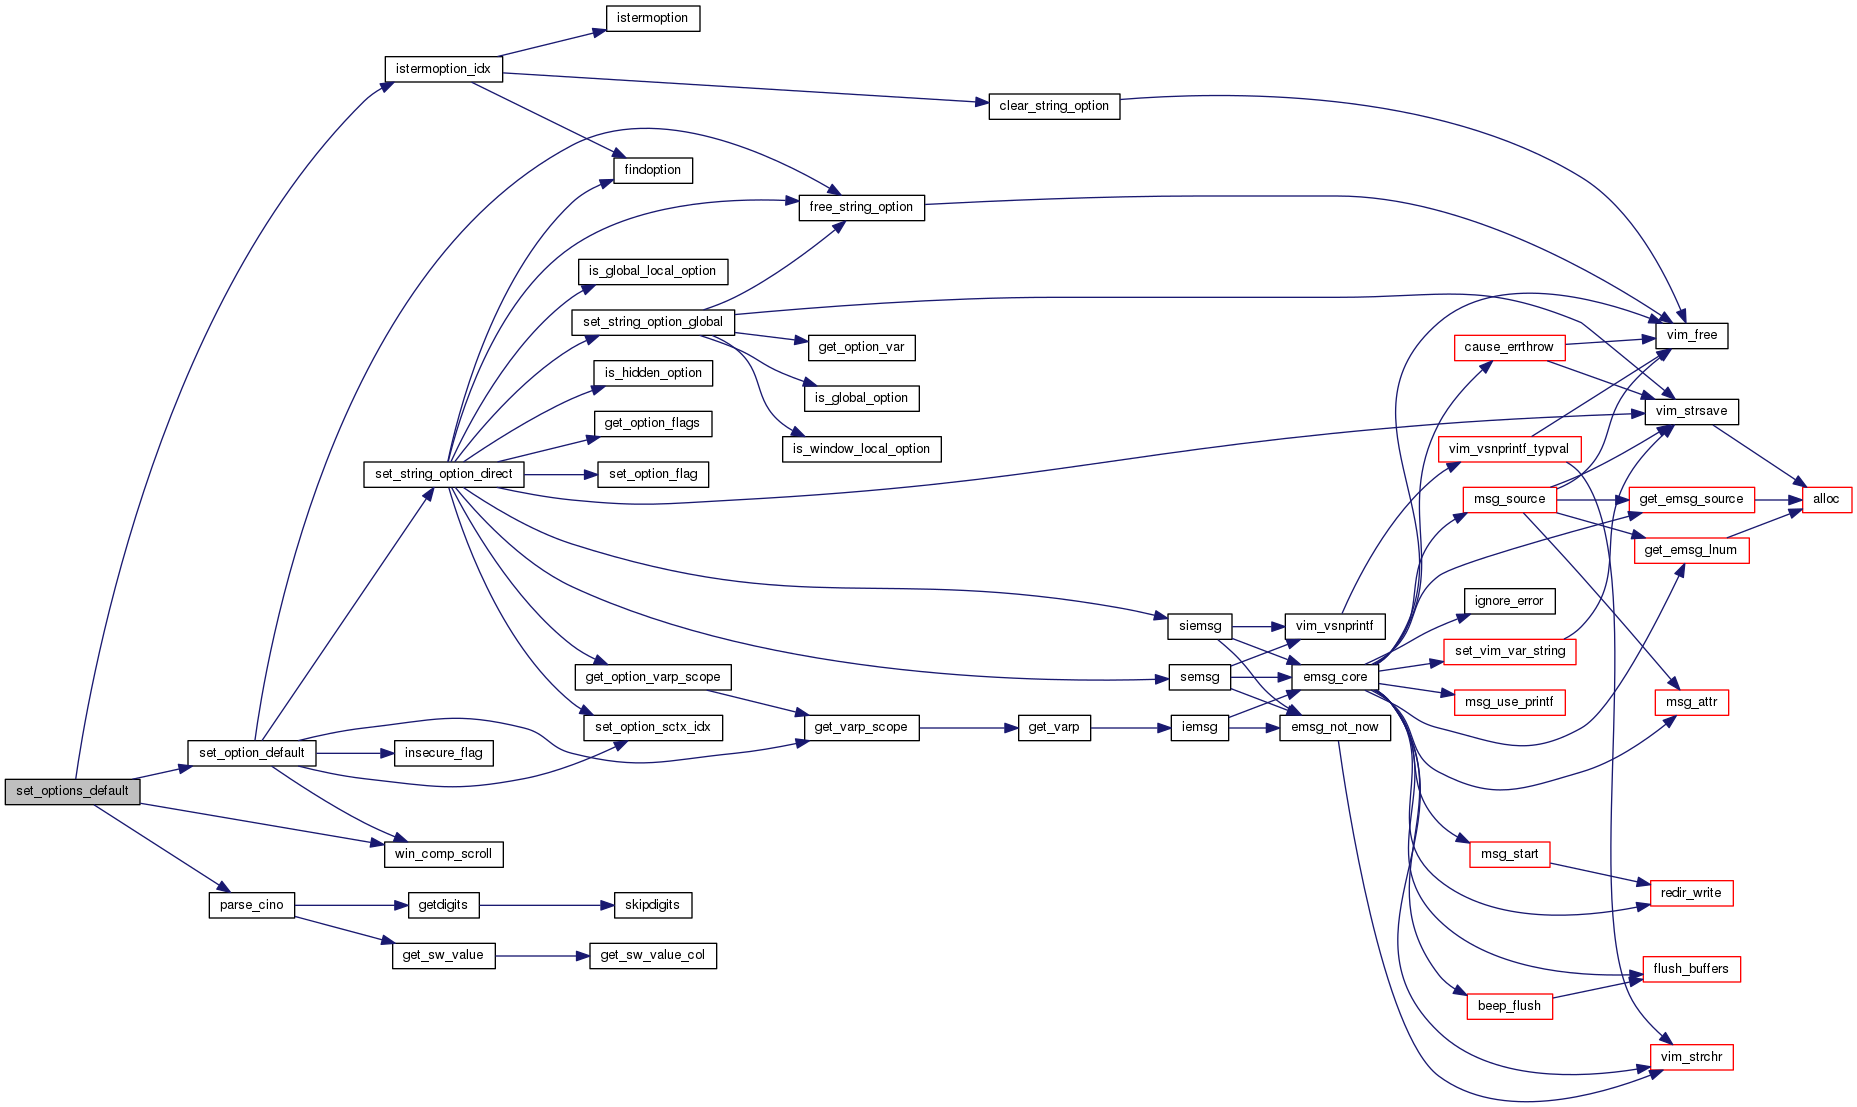 istermoption
istermoption_idx
clear_string_option
findoption
free_string_option
is_global_local_option
set_string_option_global
vim_free
get_option_var
cause_errthrow
is_hidden_option
is_global_option
vim_strsave
get_option_flags
is_window_local_option
vim_vsnprintf_typval
set_string_option_direct
set_option_flag
msg_source
get_emsg_source
alloc
get_emsg_lnum
ignore_error
siemsg
vim_vsnprintf
set_vim_var_string
get_option_varp_scope
semsg
emsg_core
msg_use_printf
msg_attr
set_option_sctx_idx
get_varp_scope
get_varp
iemsg
emsg_not_now
set_option_default
insecure_flag
set_options_default
win_comp_scroll
msg_start
redir_write
parse_cino
getdigits
skipdigits
get_sw_value
get_sw_value_col
flush_buffers
beep_flush
vim_strchr